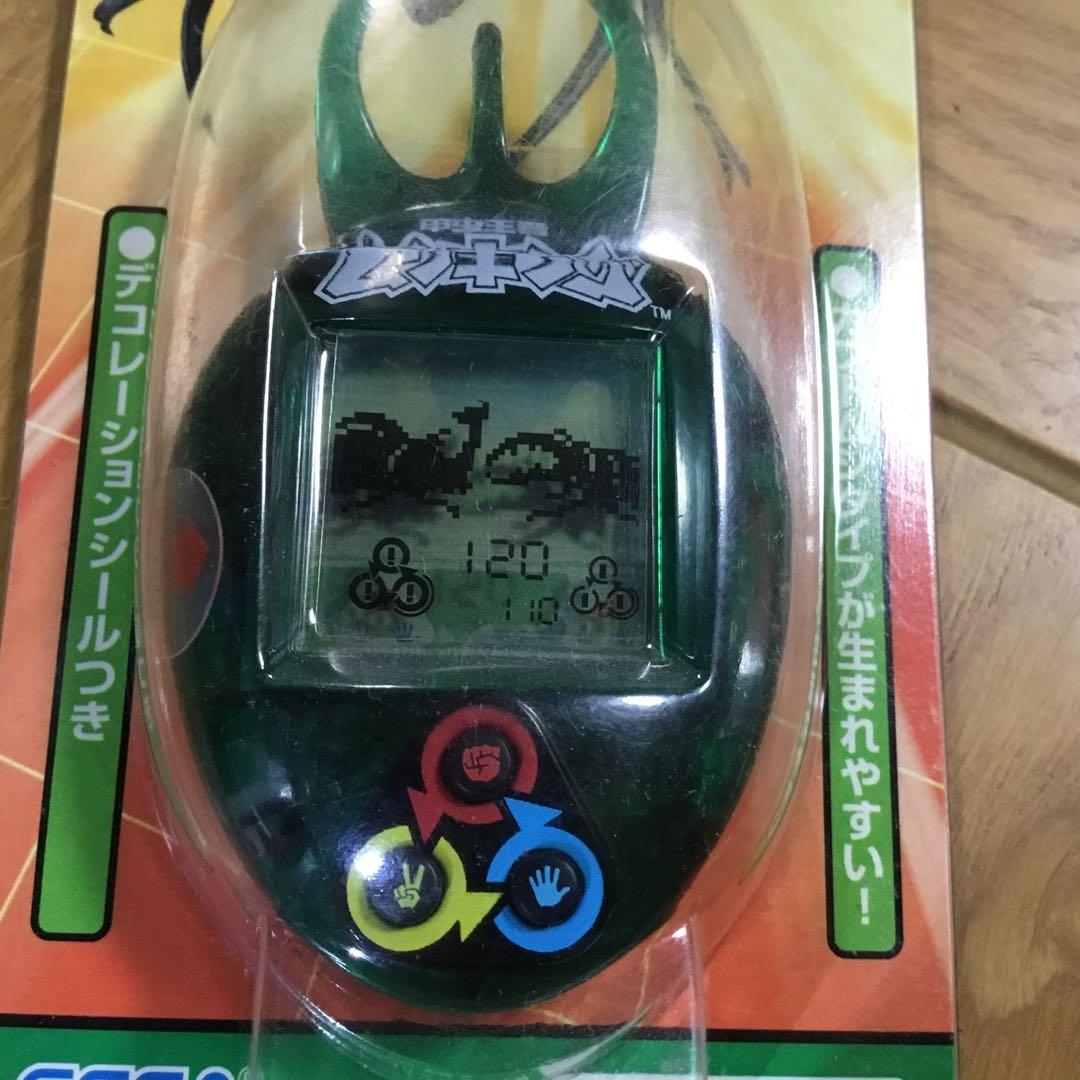 甲虫王者
ムシキング
TM
●デコレーションシールつき
タイプが生まれやすい！
120
110
SEGA®